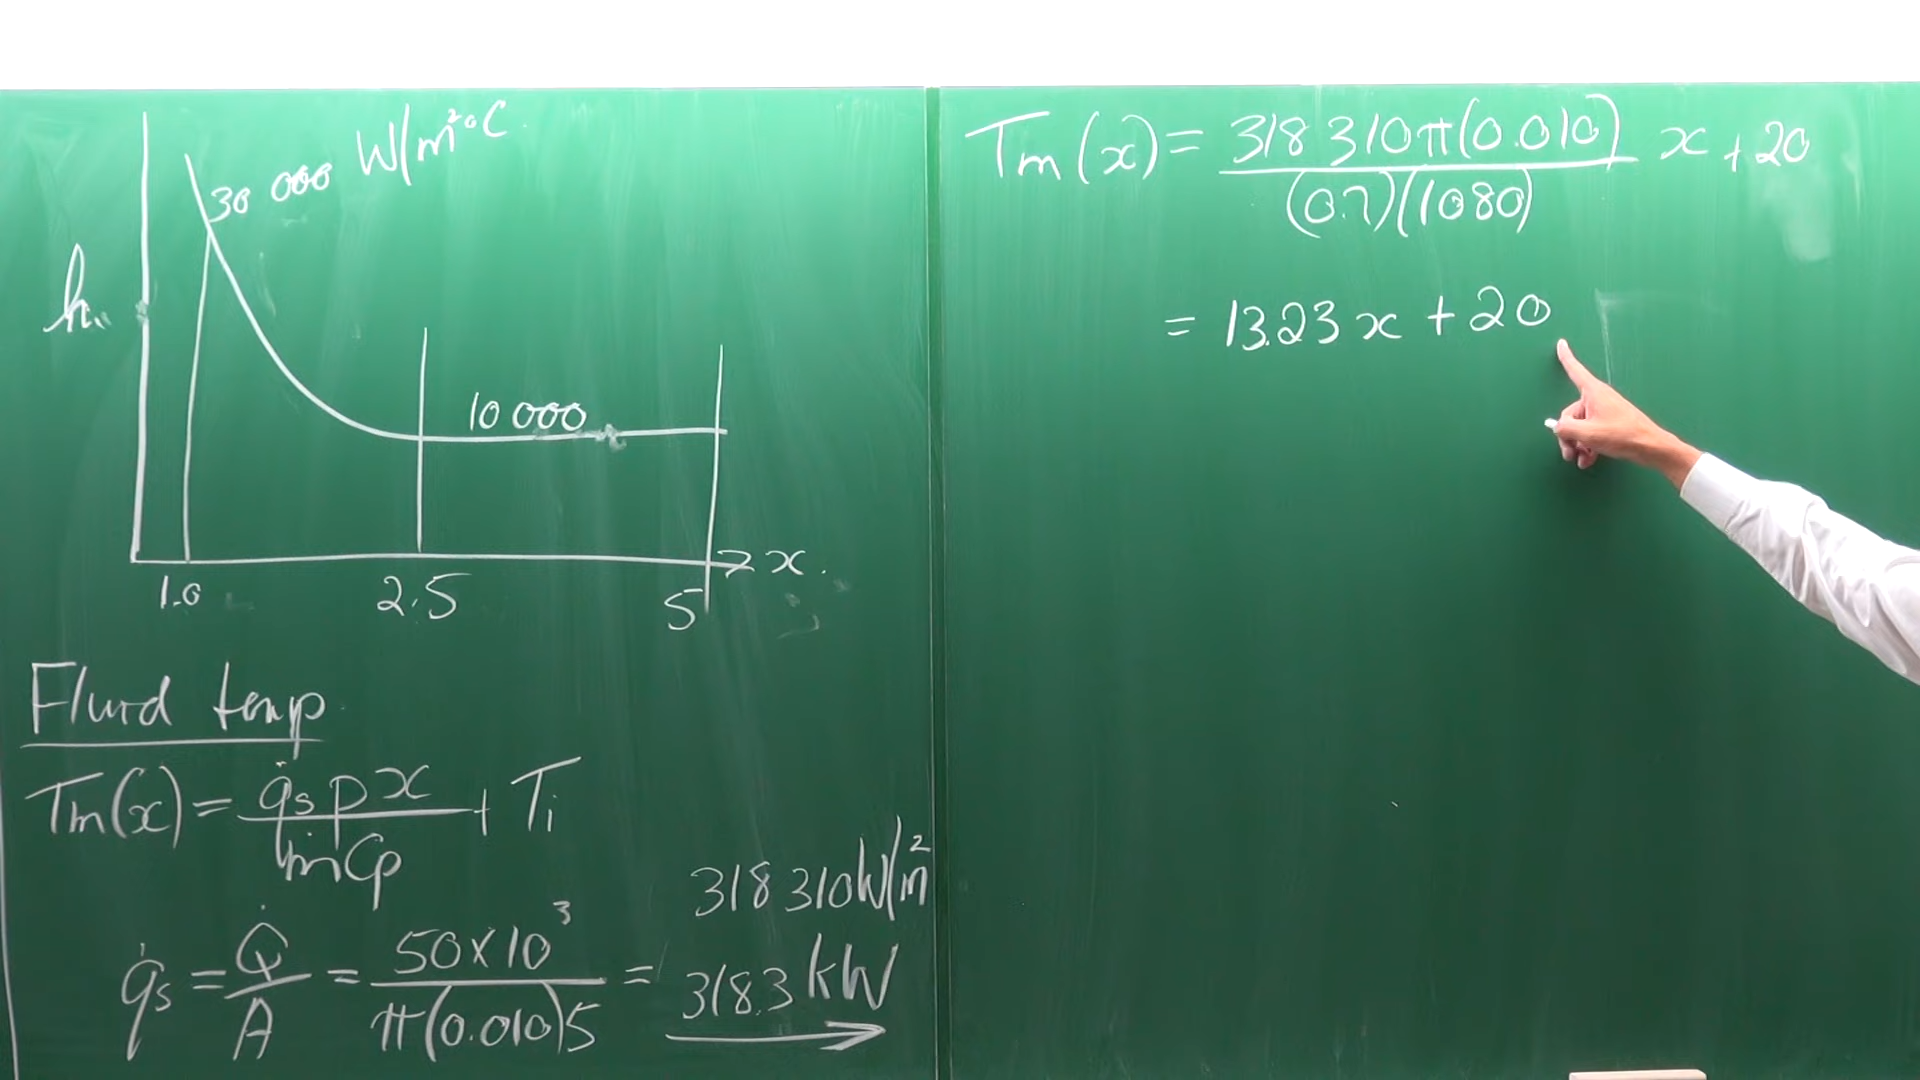 30 000 W/m²°C
h
10 000
x
1.0 2.5 5
Fluid temp
Tm(x) = q̇s p x / ṁ Cp + Ti
q̇s = Q̇ / A = 50×10³ / π(0.010)5 = 318.3 kW
318 310 W/m²
Tm(x) = 318 310π(0.010) / (0.7)(1080) x + 20
= 13.23x + 20